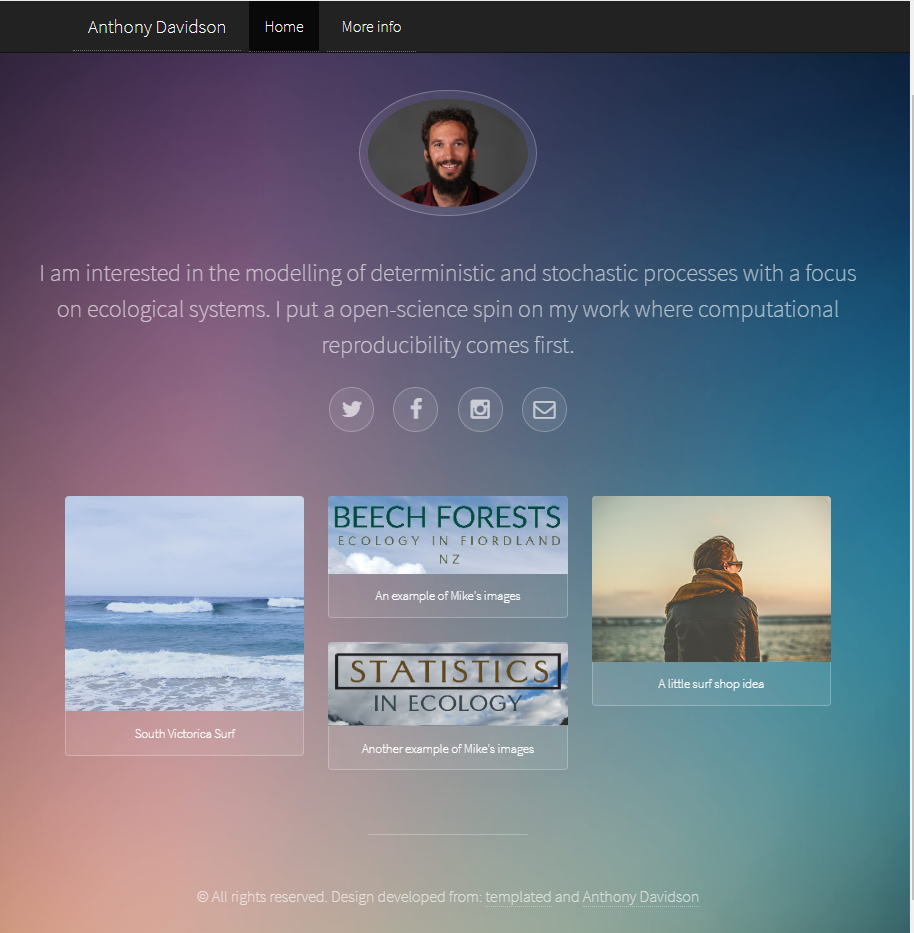 Anthony Davidson Home More info
I am interested in the modelling of deterministic and stochastic processes with a focus
on ecological systems. I put a open-science spin on my work where computational
reproducibility comes first.
BEECH FORESTS
ECOLOGY IN FIORDLAND
NZ
An example of Mike's images
STATISTICS
IN ECOLOGY
Another example of Mike's images
South Victorica Surf
A little surf shop idea
© All rights reserved. Design developed from: templated and Anthony Davidson